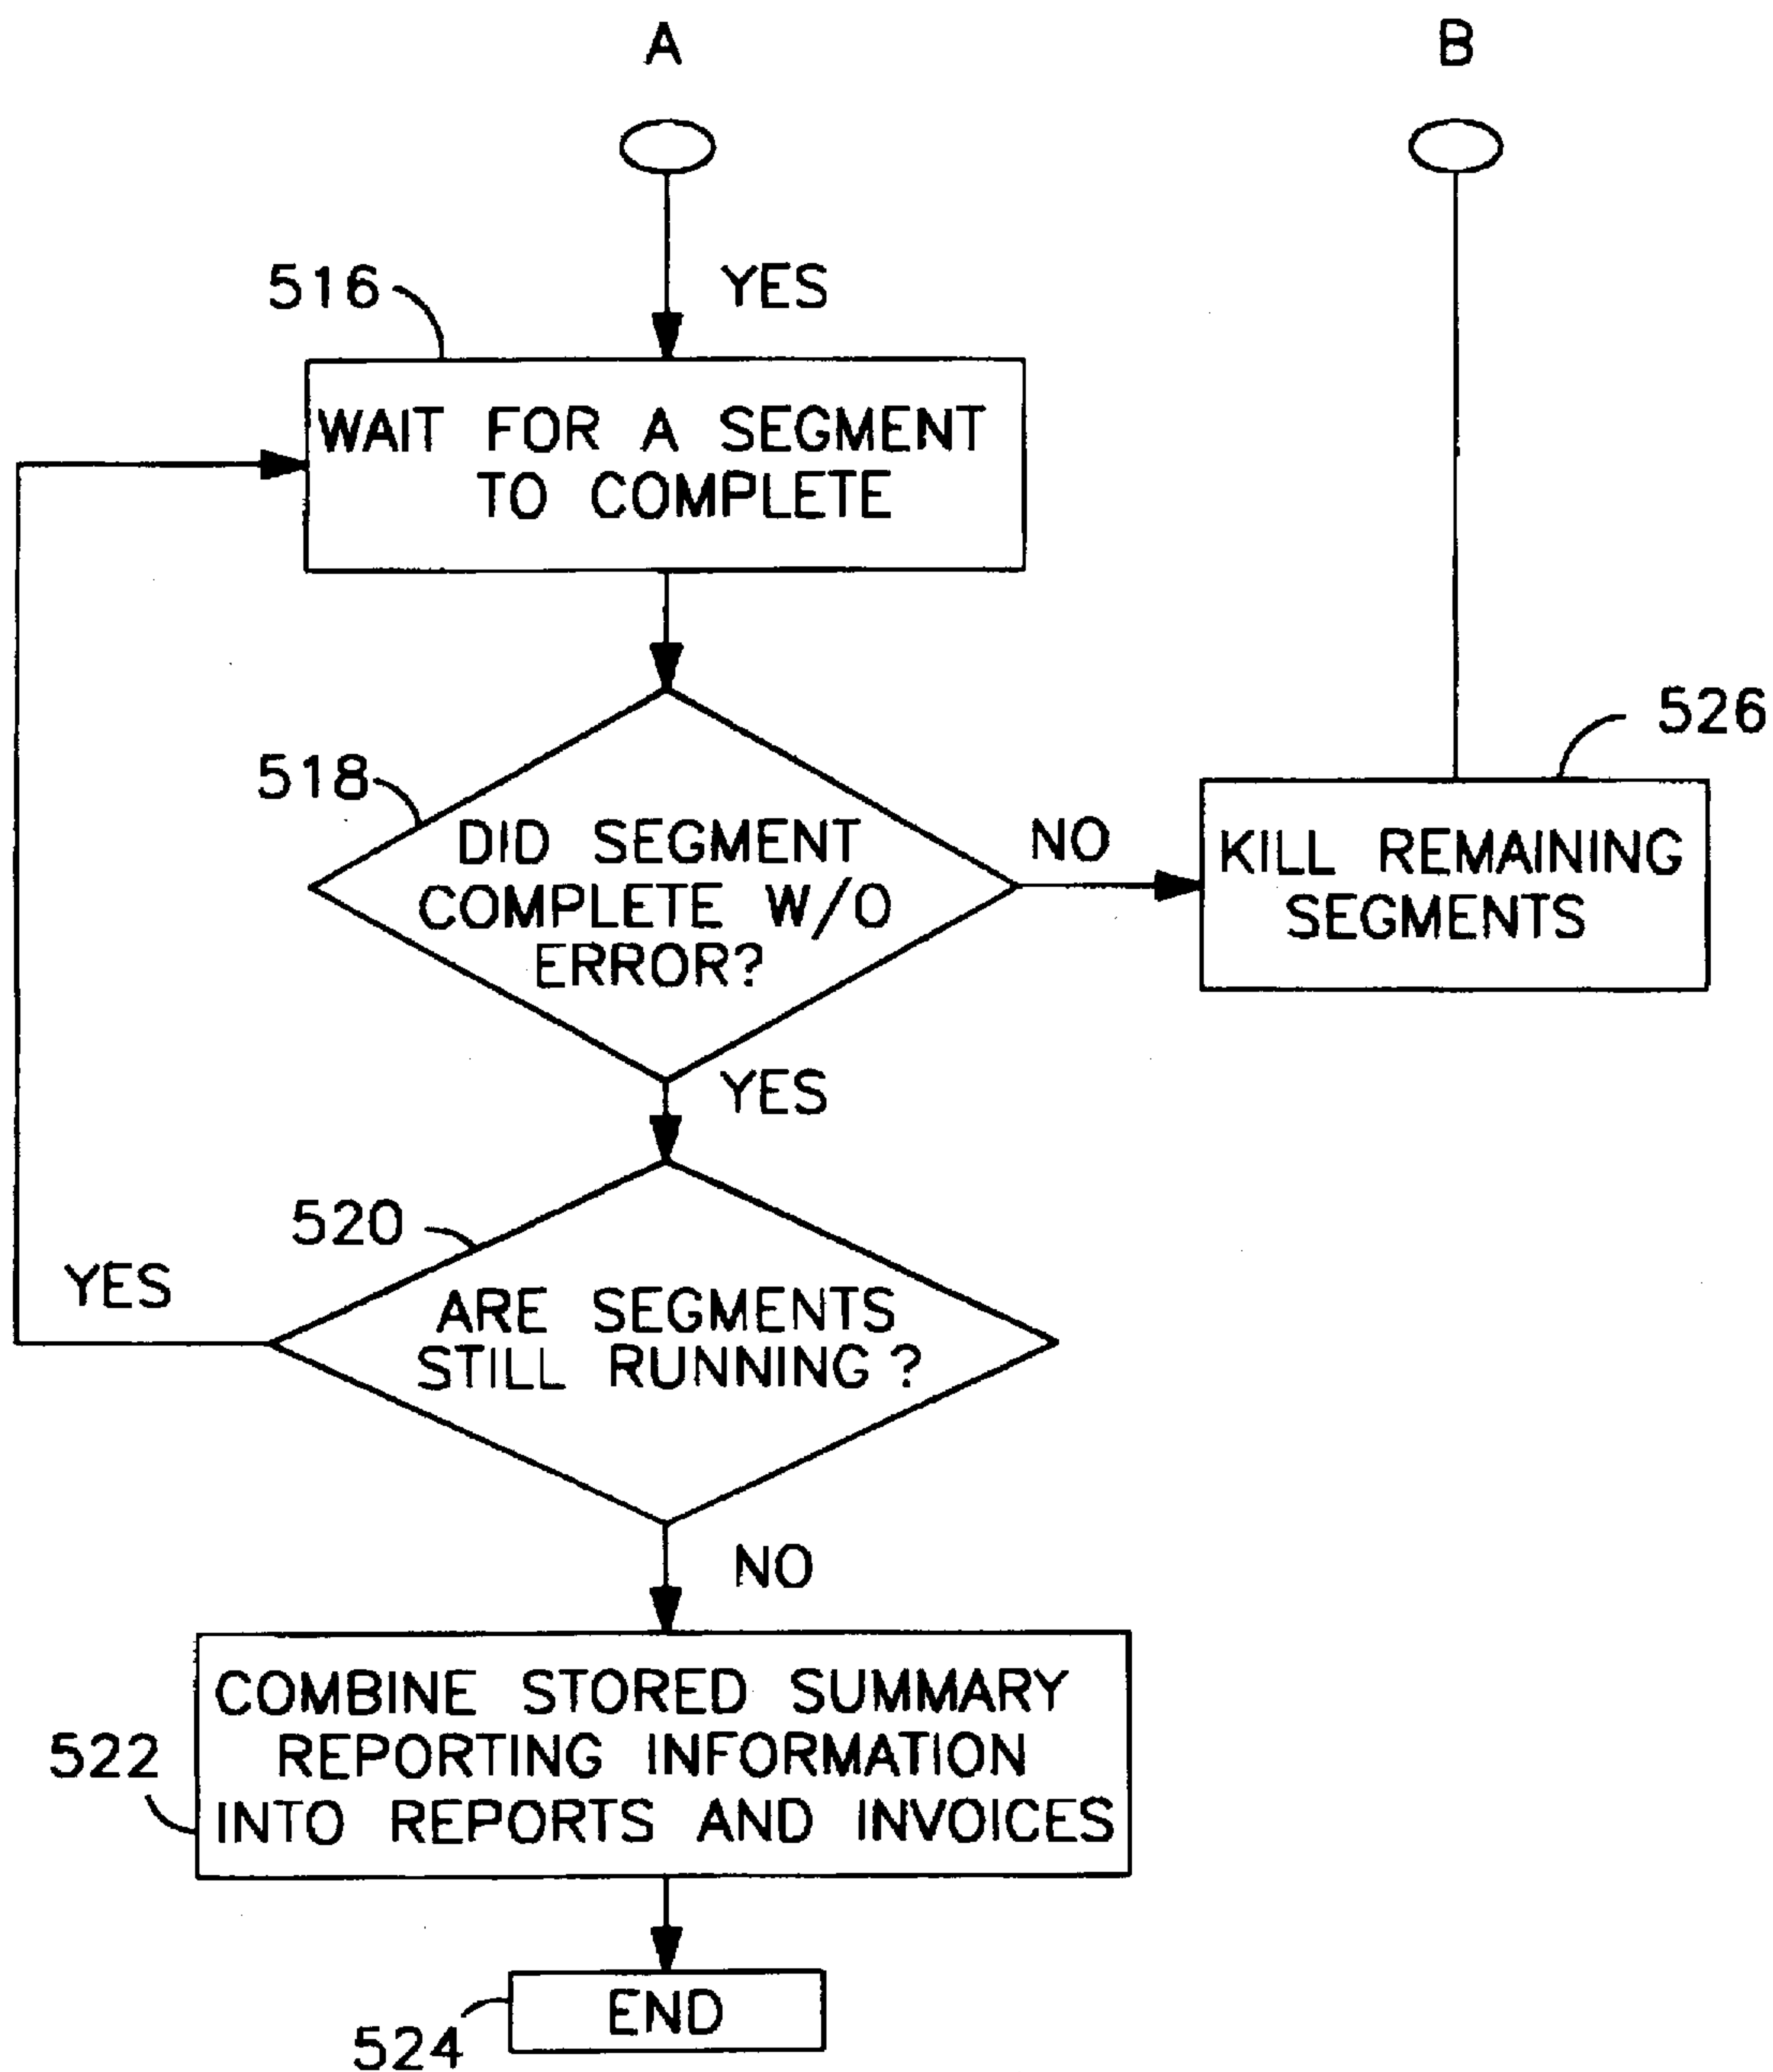 A
B
516
YES
WAIT FOR A SEGMENT
TO COMPLETE
518
DID SEGMENT
COMPLETE W/O
ERROR?
NO
526
KILL REMAINING
SEGMENTS
YES
520
YES
ARE SEGMENTS
STILL RUNNING ?
NO
522
COMBINE STORED SUMMARY
REPORTING INFORMATION
INTO REPORTS AND INVOICES
524
END